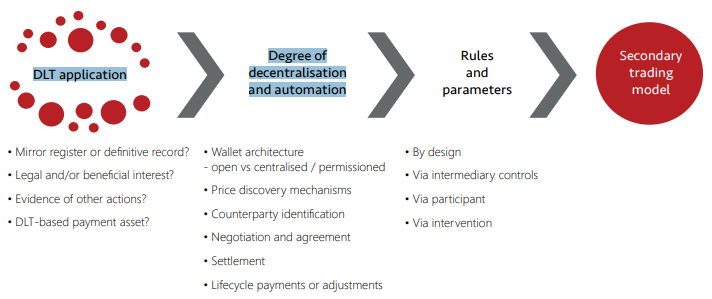 DLT application
Degree of
decentralisation
and automation
Rules
and
parameters
Secondary
trading
model
• Mirror register or definitive record?
• Legal and/or beneficial interest?
• Evidence of other actions?
• DLT-based payment asset?
• Wallet architecture
- open vs centralised / permissioned
• Price discovery mechanisms
• Counterparty identification
• Negotiation and agreement
• Settlement
• Lifecycle payments or adjustments
• By design
• Via intermediary controls
• Via participant
• Via intervention